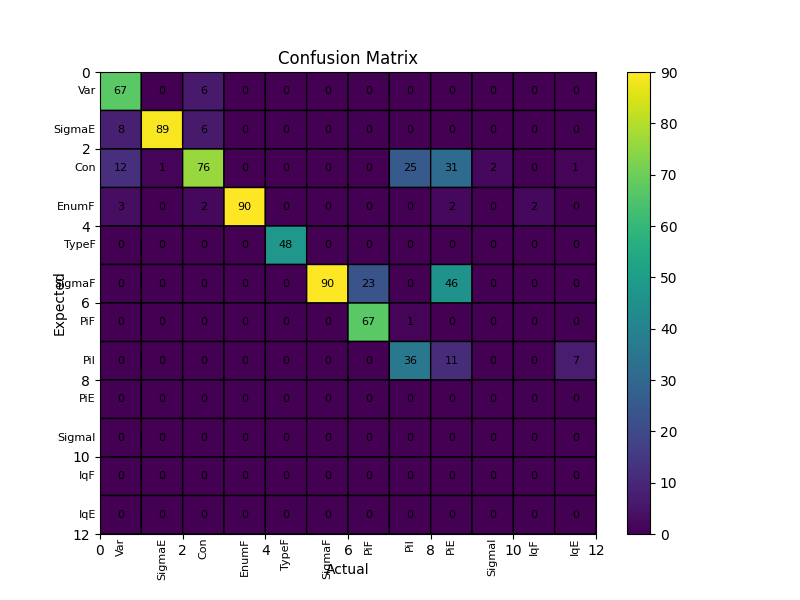 Confusion Matrix
0
Var 67 0 6 0 0 0 0 0 0 0 0 0
SigmaE 8 89 6 0 0 0 0 0 0 0 0 0
2
Con 12 1 76 0 0 0 0 25 31 2 0 1
EnumF 3 0 2 90 0 0 0 0 2 0 2 0
4
TypeF 0 0 0 0 48 0 0 0 0 0 0 0
SigmaF 0 0 0 0 0 90 23 0 46 0 0 0
Expected
6
PiF 0 0 0 0 0 0 67 1 0 0 0 0
PiI 0 0 0 0 0 0 0 36 11 0 0 7
8
PiE 0 0 0 0 0 0 0 0 0 0 0 0
SigmaI 0 0 0 0 0 0 0 0 0 0 0 0
10
IqF 0 0 0 0 0 0 0 0 0 0 0 0
IqE 0 0 0 0 0 0 0 0 0 0 0 0
12
0 2 4 6 8 10 12
Var SigmaE Con EnumF TypeF SigmaF PiF PiI PiE SigmaI IqF IqE
Actual
90
80
70
60
50
40
30
20
10
0